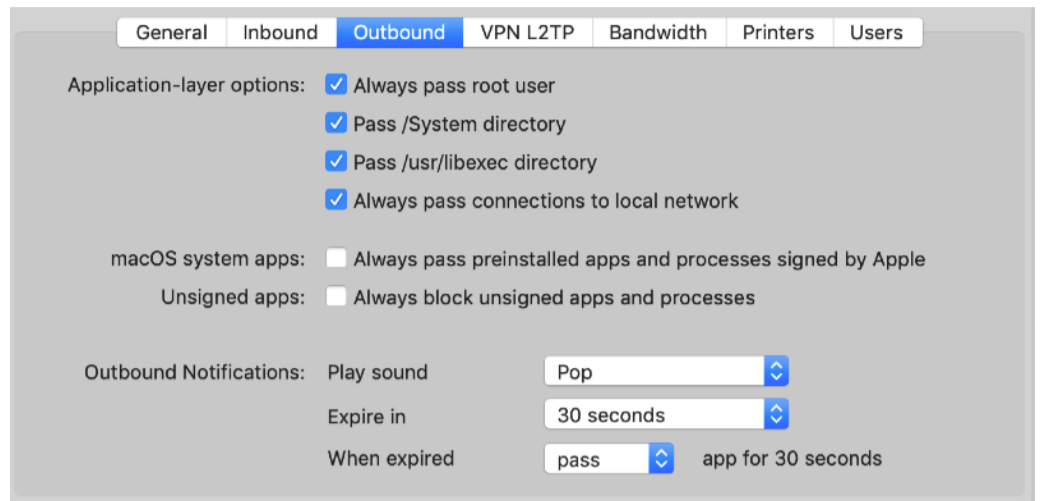 General Inbound Outbound VPN L2TP Bandwidth Printers Users
Application-layer options: Always pass root user
Pass /System directory
Pass /usr/libexec directory
Always pass connections to local network
macOS system apps: Always pass preinstalled apps and processes signed by Apple
Unsigned apps: Always block unsigned apps and processes
Outbound Notifications: Play sound Pop
Expire in 30 seconds
When expired pass app for 30 seconds